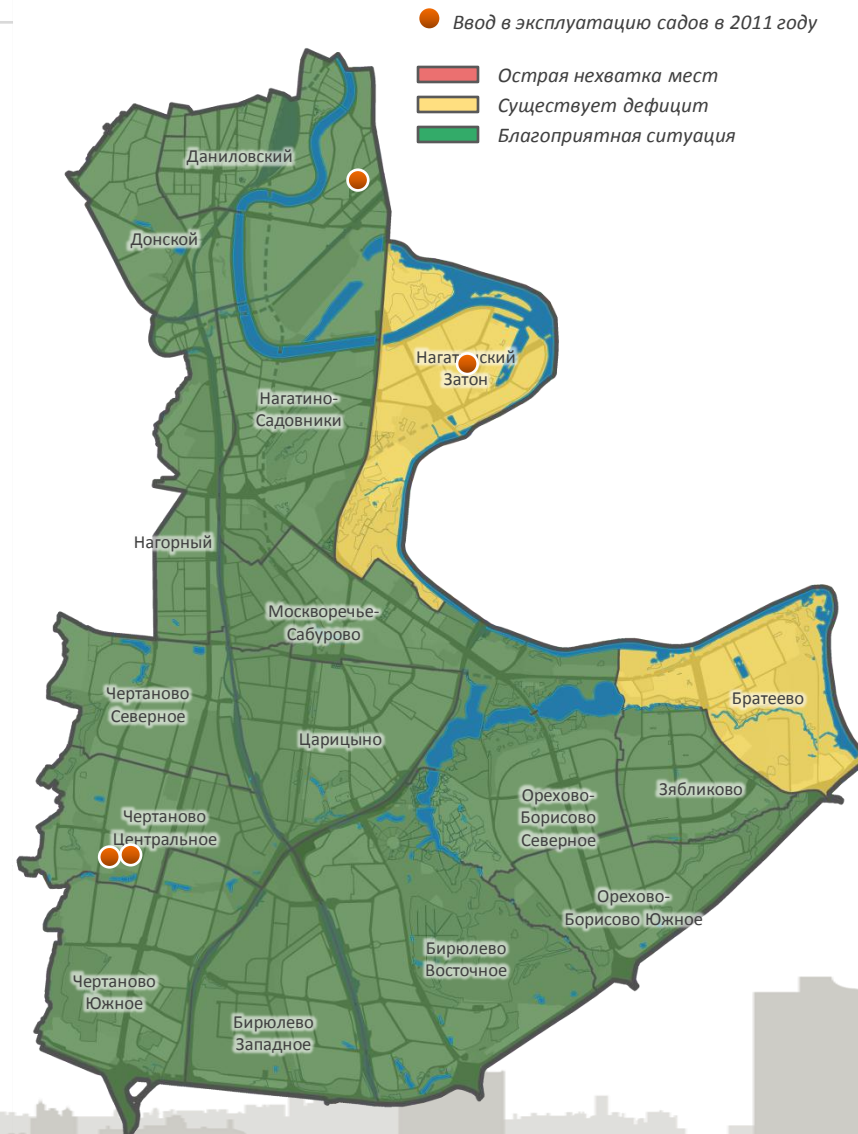 Ввод в эксплуатацию садов в 2011 году
Острая нехватка мест
Существует дефицит
Благоприятная ситуация
Даниловский
Донской
Нагатинский
Затон
Нагатино-
Садовники
Нагорный
Москворечье-
Сабурово
Чертаново
Северное
Царицыно
Братеево
Зябликово
Орехово-
Борисово
Северное
Чертаново
Центральное
Орехово-
Борисово Южное
Бирюлево
Восточное
Чертаново
Южное
Бирюлево
Западное